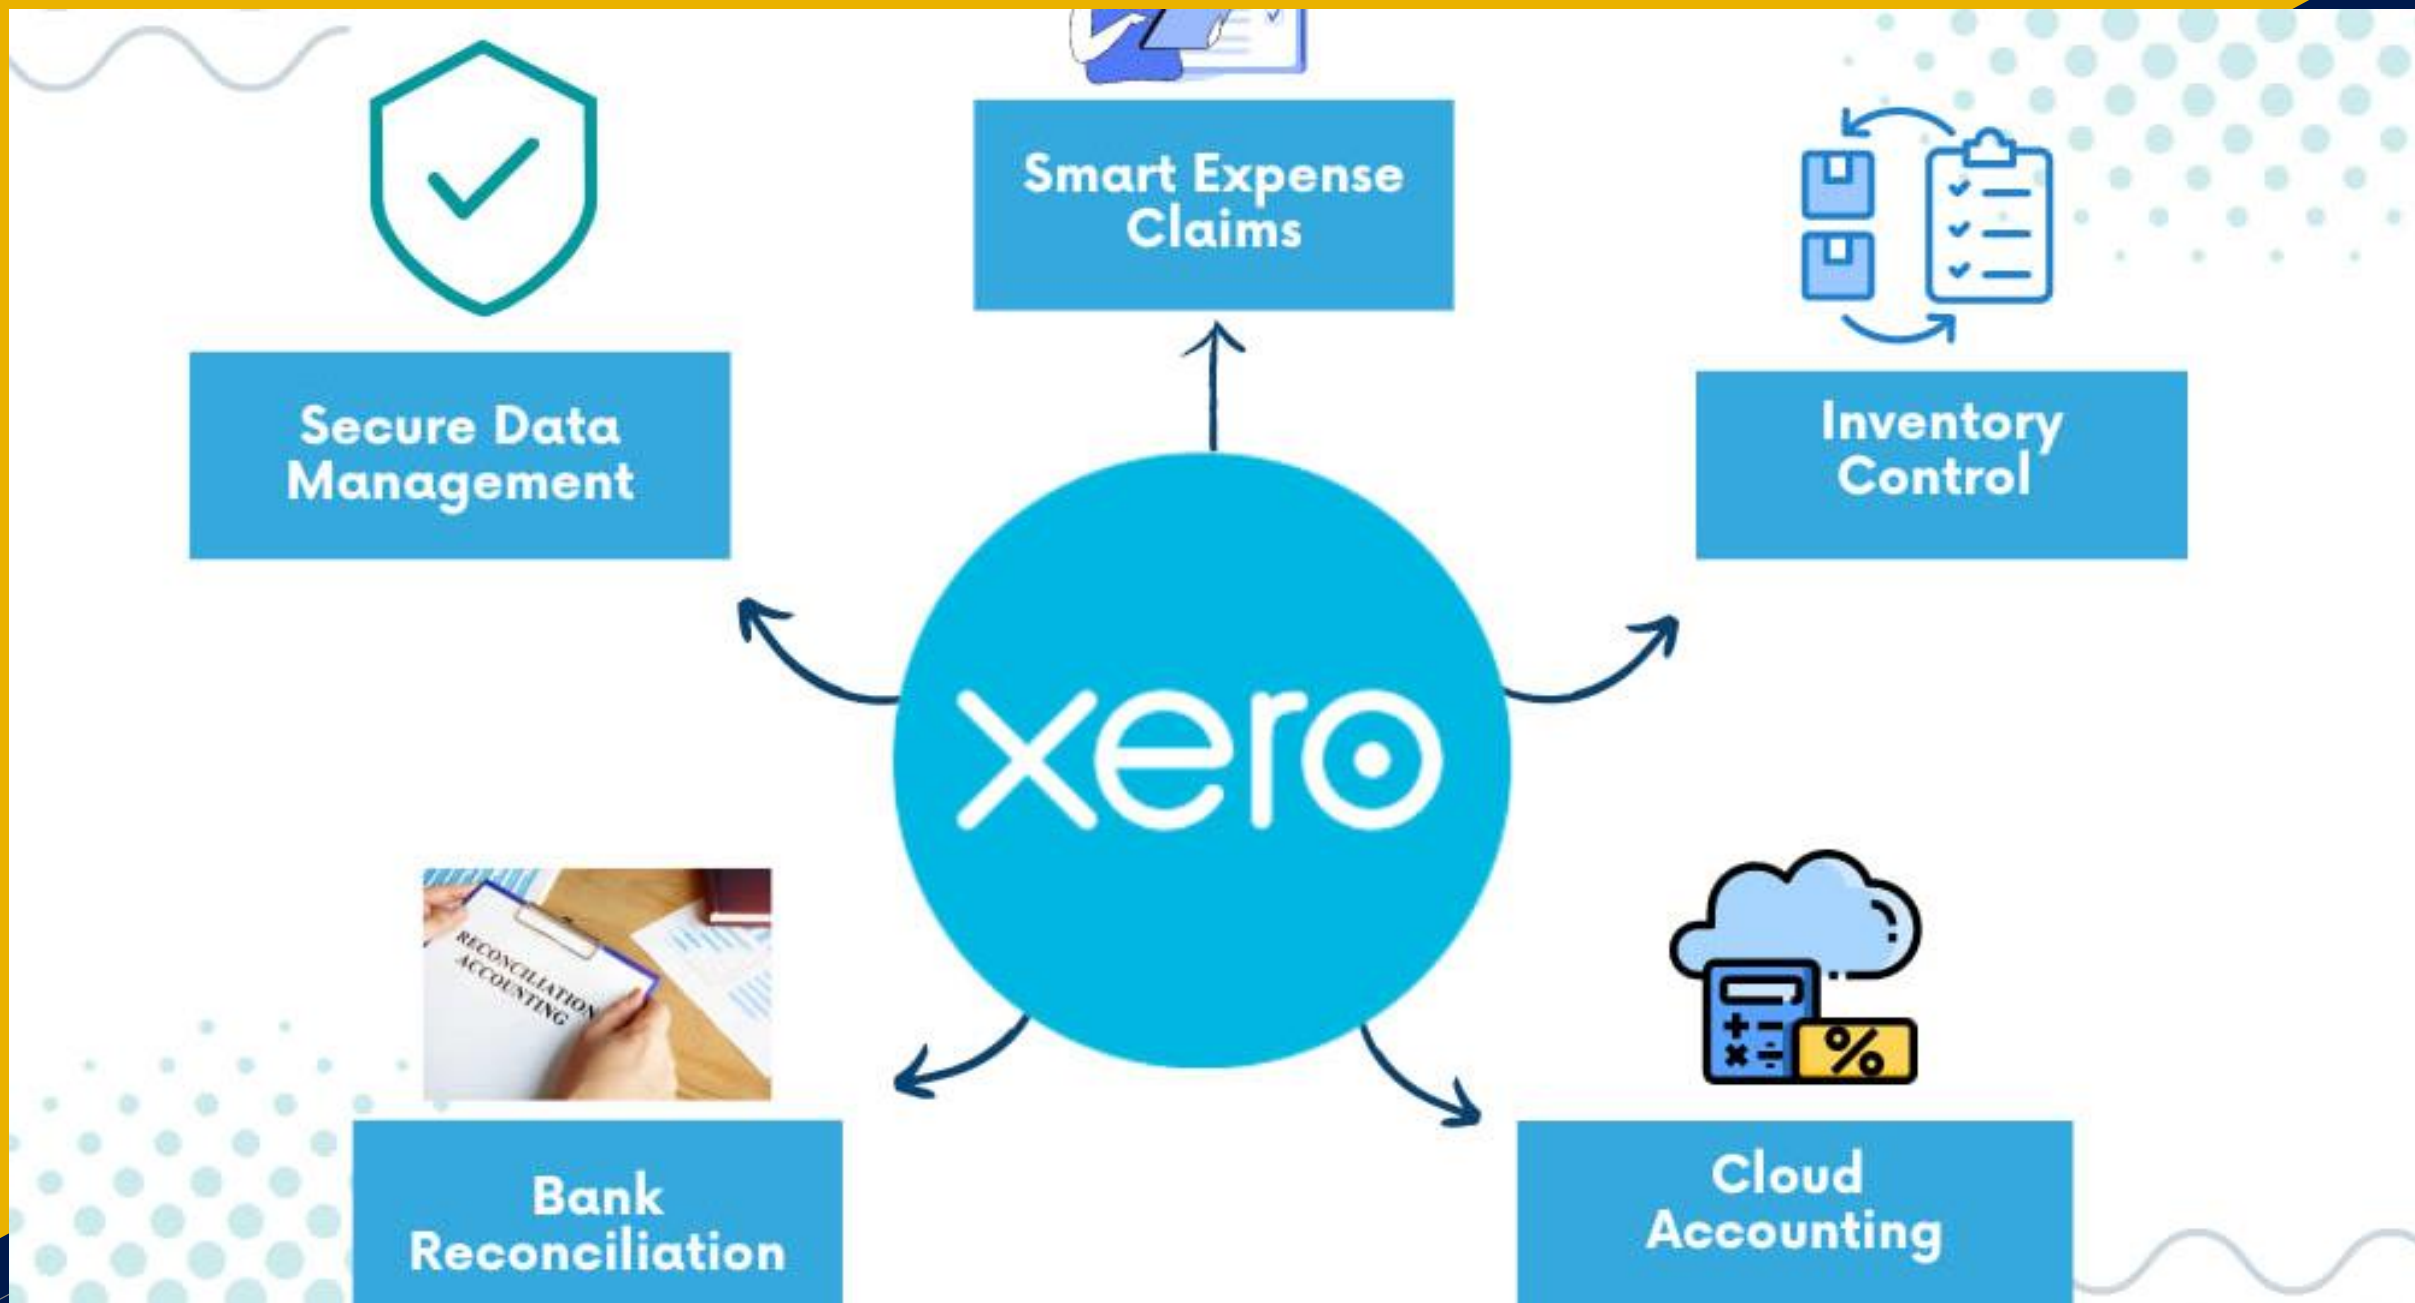 Smart Expense
Claims
Secure Data
Management
Inventory
Control
xero
RECONCILIATION
ACCOUNTING
%
Bank
Reconciliation
Cloud
Accounting